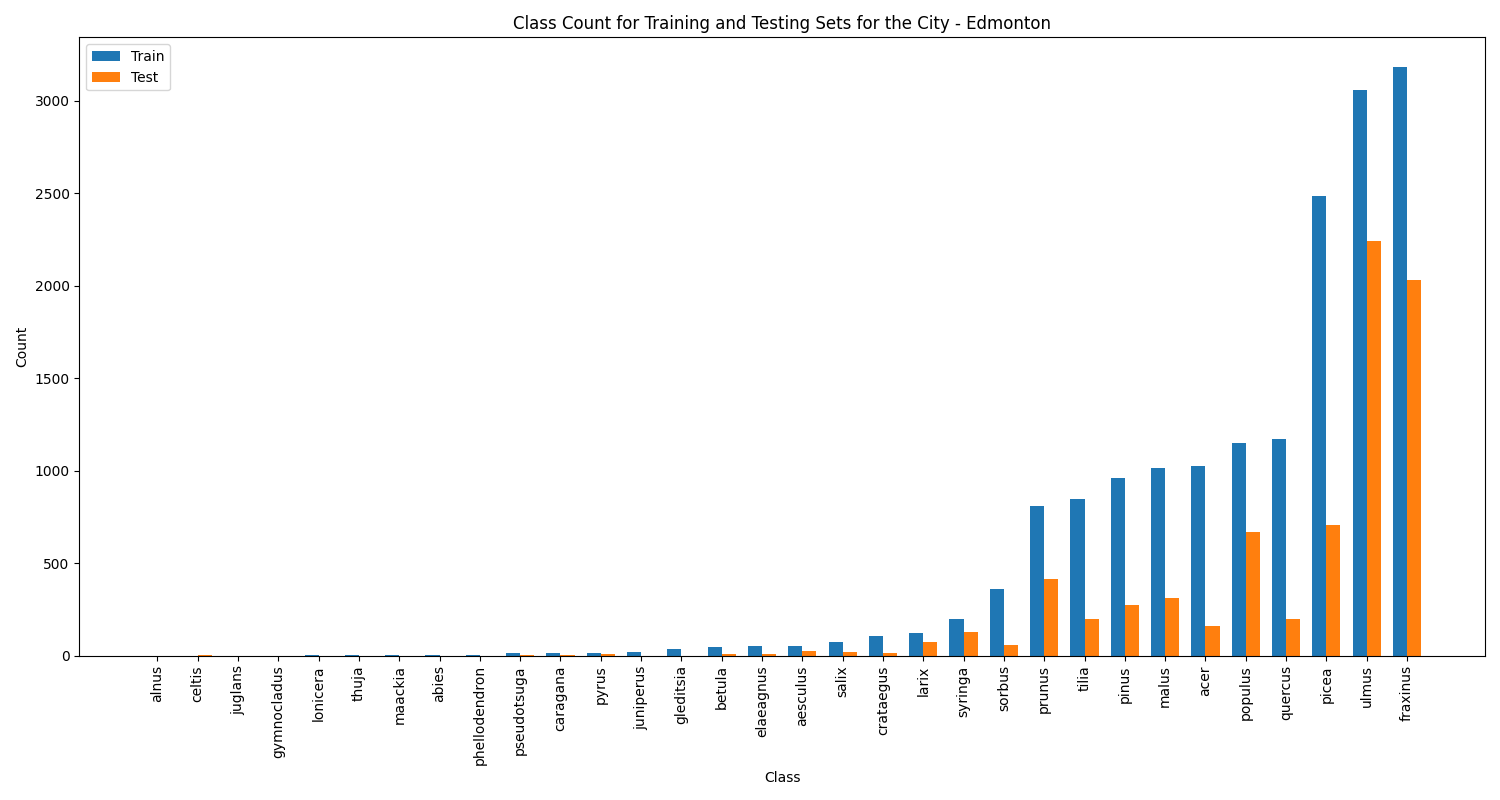 Class Count for Training and Testing Sets for the City - Edmonton
Train
Test
3000
2500
2000
1500
1000
500
0
Count
alnus
celtis
juglans
gymnocladus
lonicera
thuja
maackia
abies
phellodendron
pseudotsuga
caragana
pyrus
juniperus
gleditsia
betula
elaeagnus
aesculus
salix
crataegus
larix
syringa
sorbus
prunus
tilia
pinus
malus
acer
populus
quercus
picea
ulmus
fraxinus
Class